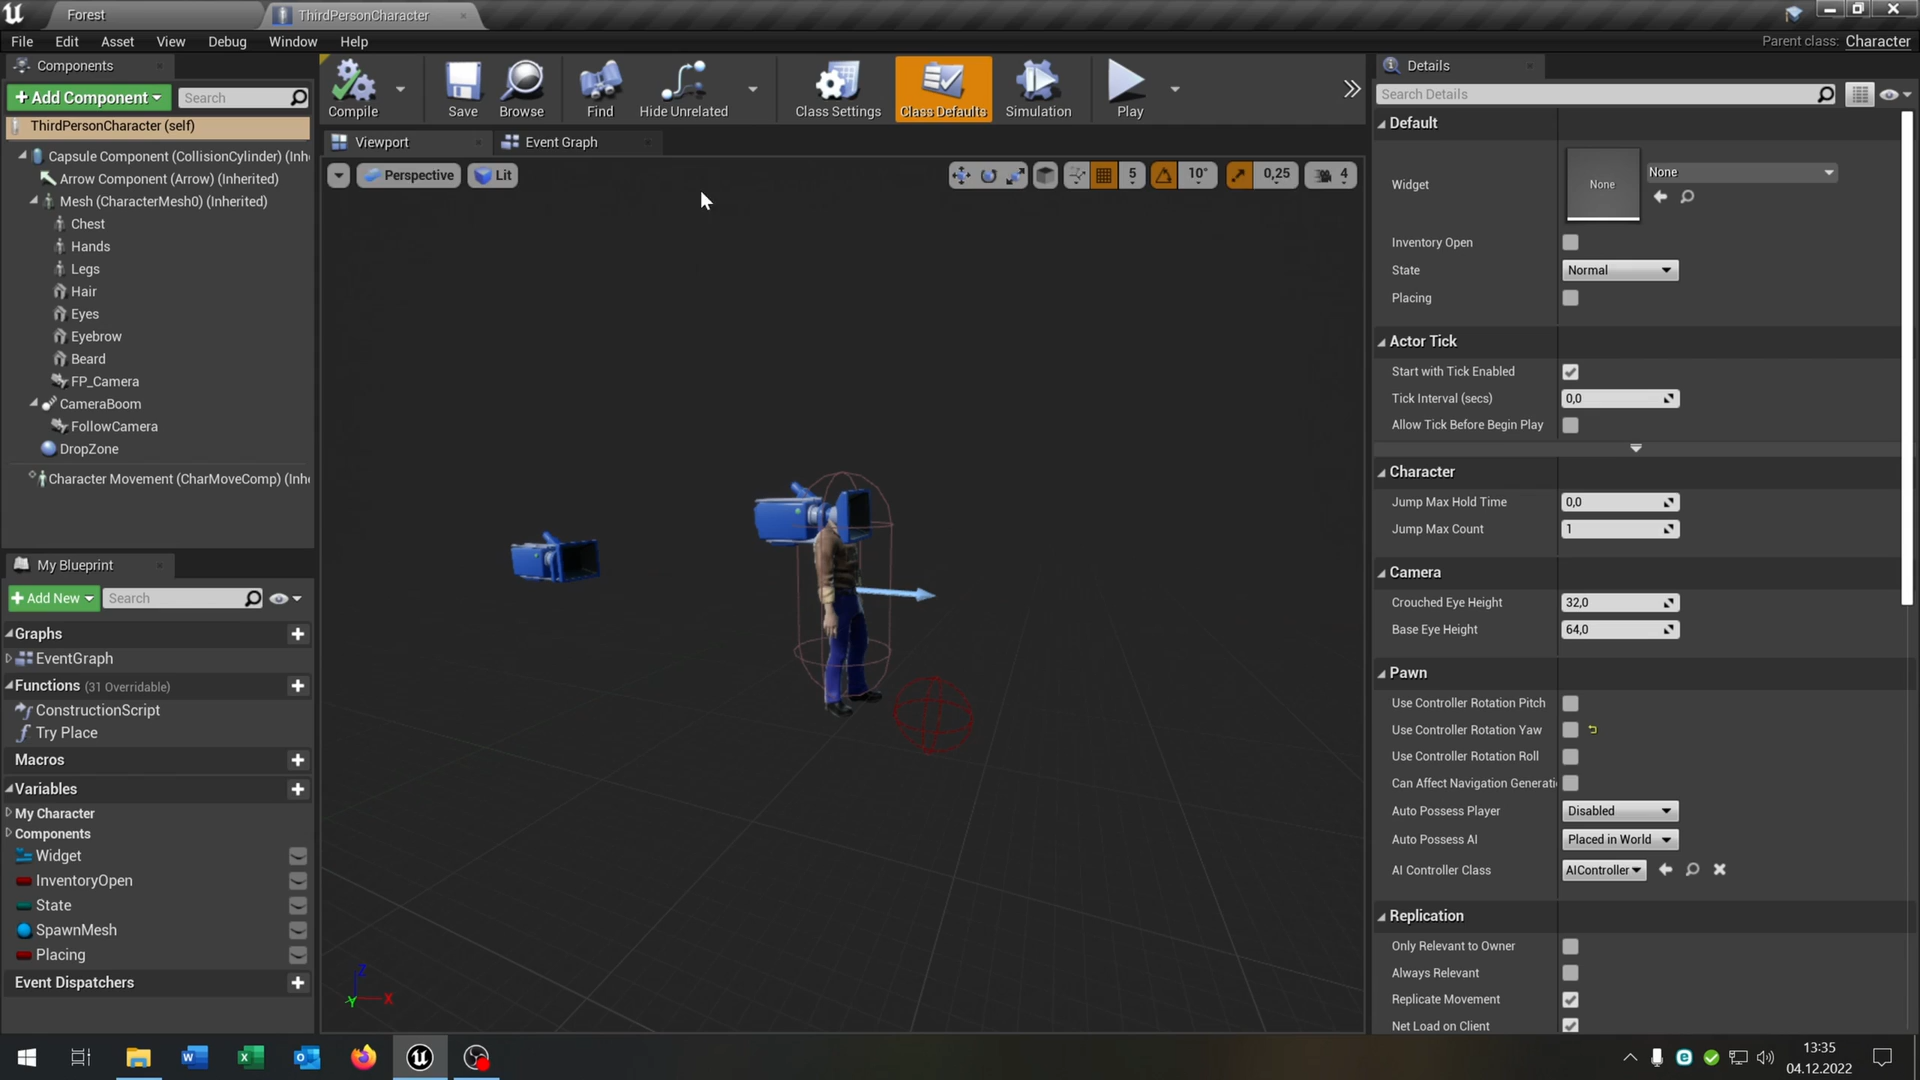 Forest
ThirdPersonCharacter
File Edit Asset View Debug Window Help
Parent class: Character
Components
Add Component
Search
ThirdPersonCharacter (self)
Capsule Component (CollisionCylinder) (Inh
Arrow Component (Arrow) (Inherited)
Mesh (CharacterMesh0) (Inherited)
Chest
Hands
Legs
Hair
Eyes
Eyebrow
Beard
FP_Camera
CameraBoom
FollowCamera
DropZone
Character Movement (CharMoveComp) (Inh
My Blueprint
Add New
Search
Graphs
EventGraph
Functions (31 Overridable)
ConstructionScript
Try Place
Macros
Variables
My Character
Components
Widget
InventoryOpen
State
SpawnMesh
Placing
Event Dispatchers
Compile
Save
Browse
Find
Hide Unrelated
Class Settings
Class Defaults
Simulation
Play
Viewport
Event Graph
Perspective
Lit
5
10°
0,25
4
Z
Y
X
Details
Search Details
Default
Widget
None
None
Inventory Open
State Normal
Placing
Actor Tick
Start with Tick Enabled
Tick Interval (secs) 0,0
Allow Tick Before Begin Play
Character
Jump Max Hold Time 0,0
Jump Max Count 1
Camera
Crouched Eye Height 32,0
Base Eye Height 64,0
Pawn
Use Controller Rotation Pitch
Use Controller Rotation Yaw
Use Controller Rotation Roll
Can Affect Navigation Generati
Auto Possess Player Disabled
Auto Possess AI Placed in World
AI Controller Class AIController
Replication
Only Relevant to Owner
Always Relevant
Replicate Movement
Net Load on Client
13:35
04.12.2022